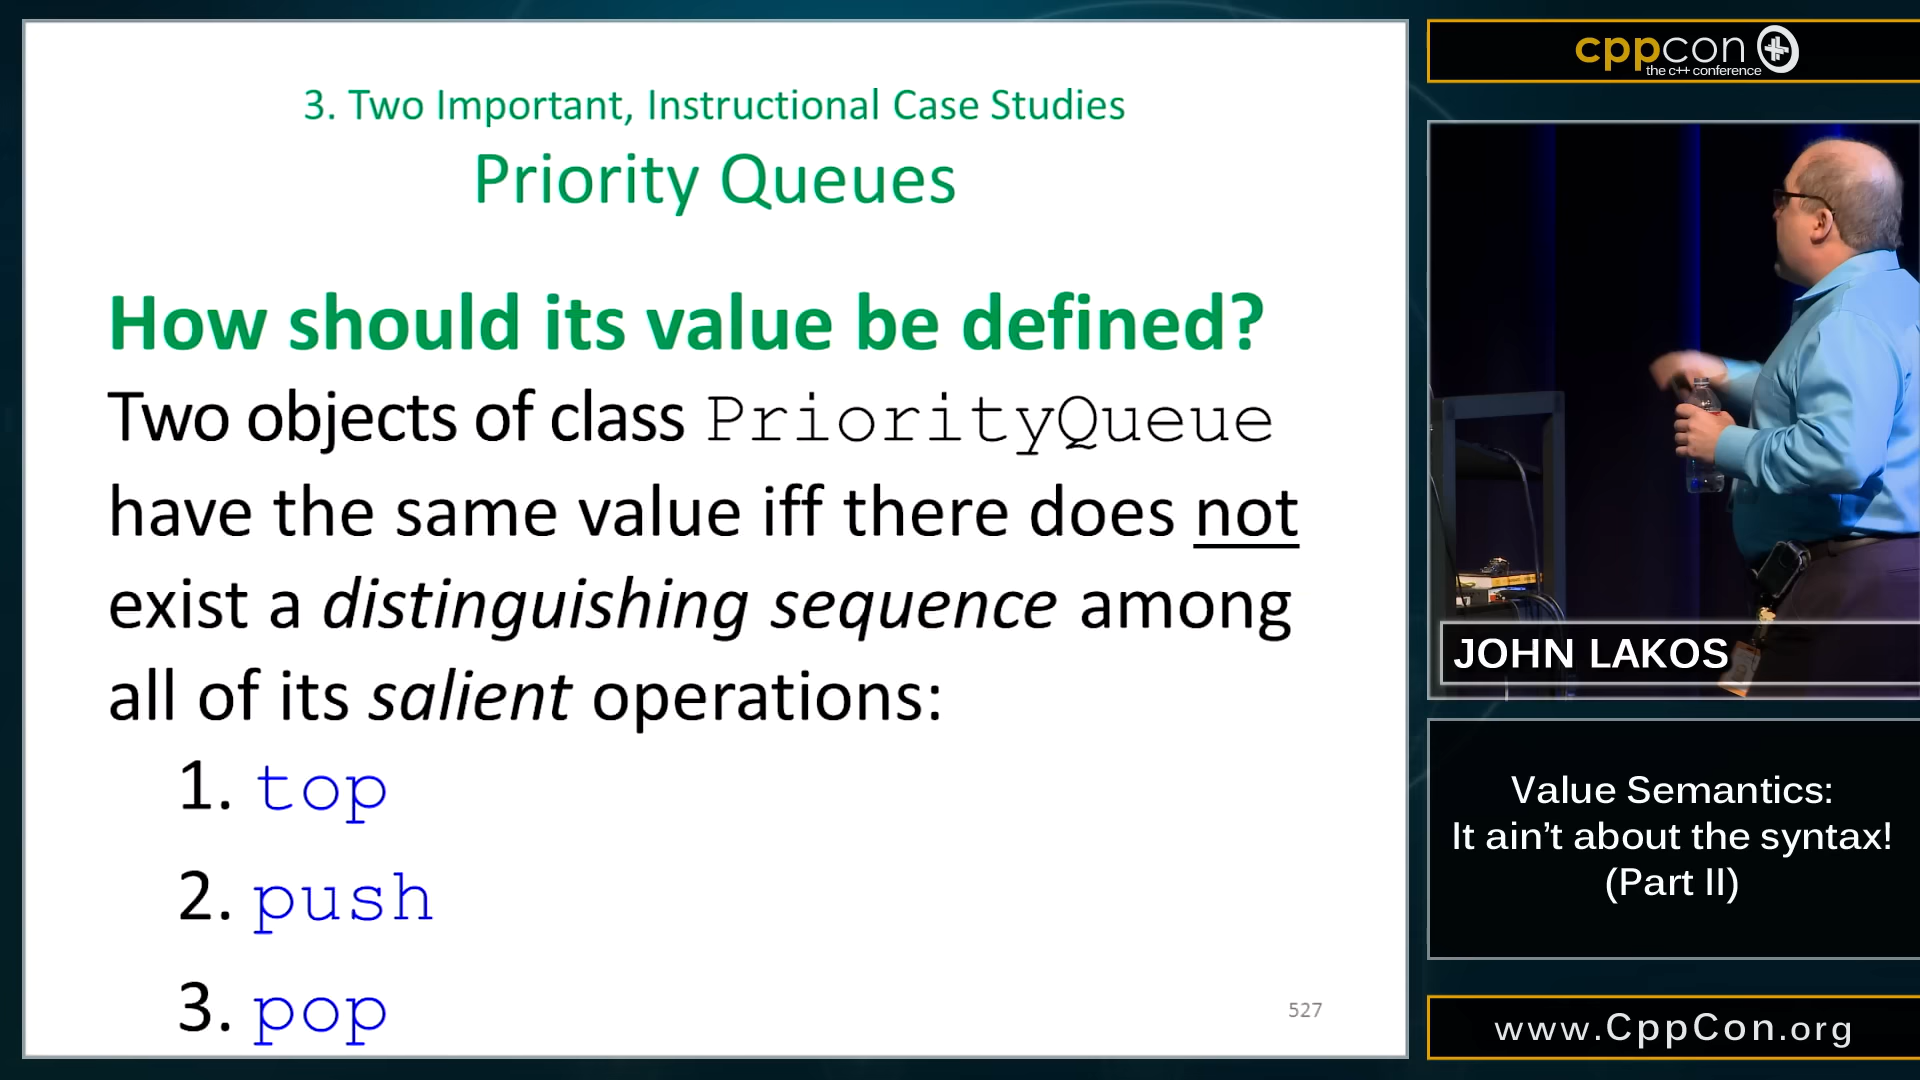 3. Two Important, Instructional Case Studies
Priority Queues
How should its value be defined?
Two objects of class PriorityQueue
have the same value iff there does not
exist a distinguishing sequence among
all of its salient operations:
1. top
2. push
3. pop
527
cppcon
the c++ conference
JOHN LAKOS
Value Semantics:
It ain’t about the syntax!
(Part II)
www.CppCon.org